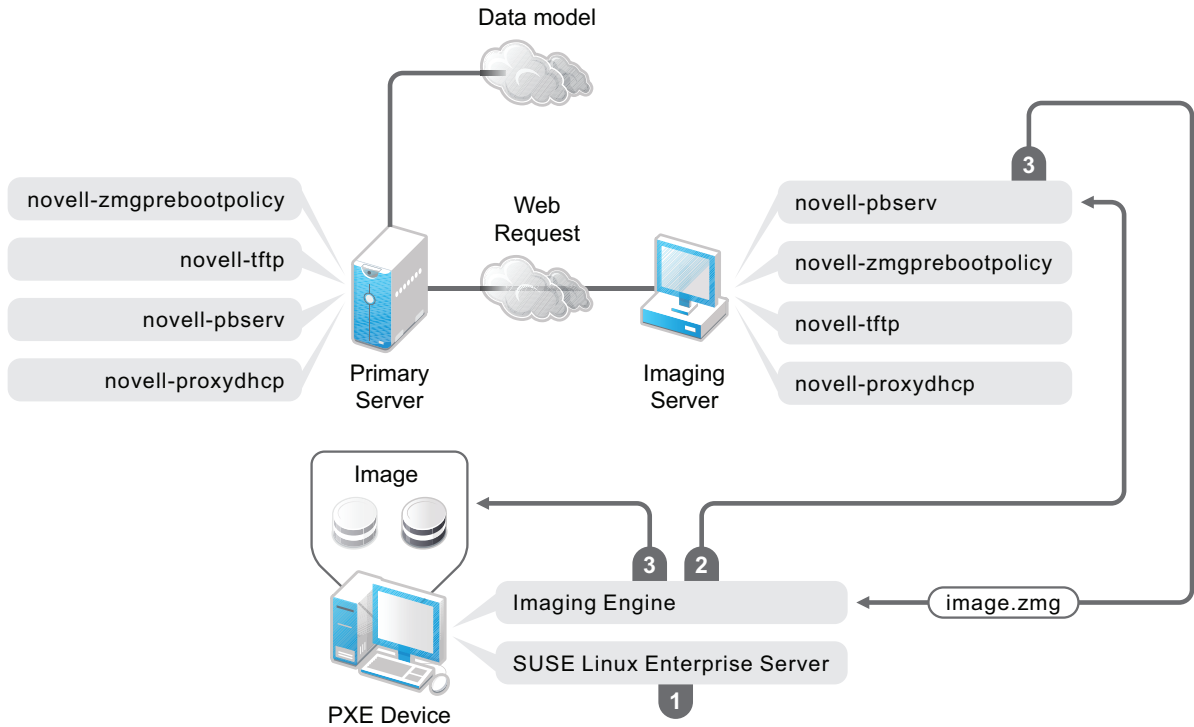 Data model
3
novell-zmgprebootpolicy
novell-tftp
novell-pbserv
novell-proxydhcp
Web
Request
novell-pbserv
novell-zmgprebootpolicy
novell-tftp
novell-proxydhcp
Primary
Server
Imaging
Server
Image
3
2
Imaging Engine
image.zmg
SUSE Linux Enterprise Server
1
PXE Device